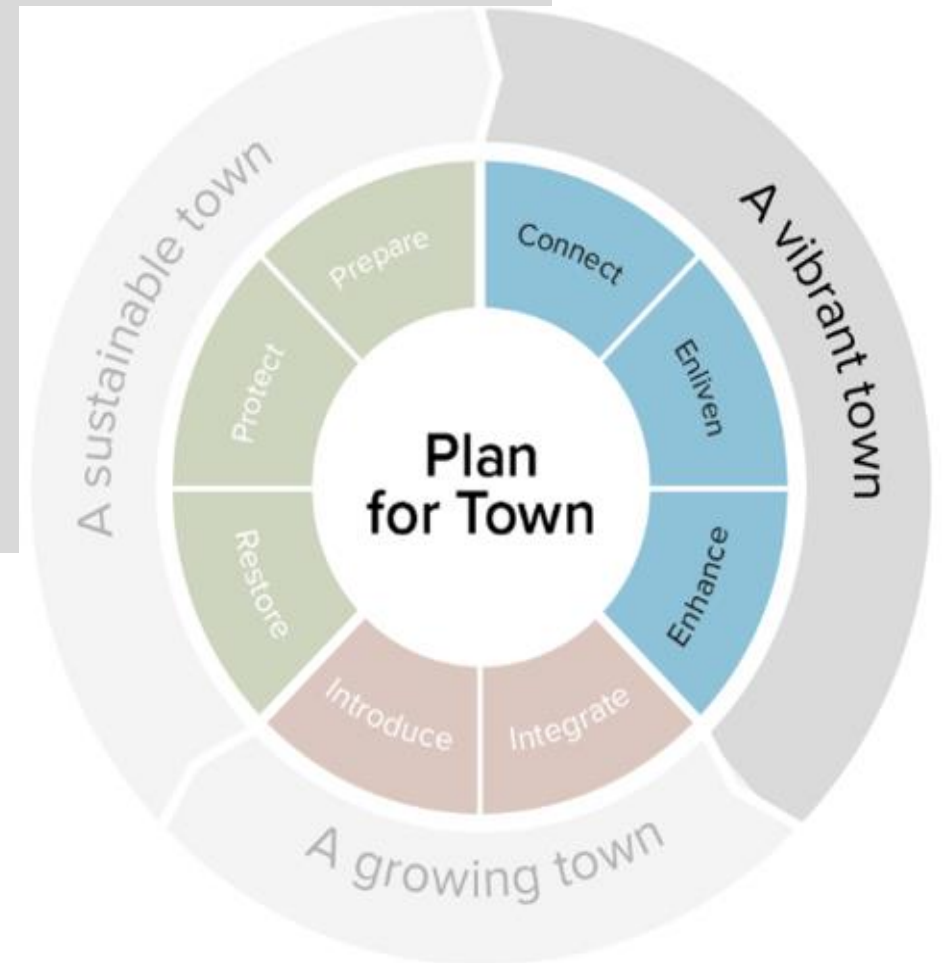 A sustainable town
A vibrant town
A growing town
Prepare
Connect
Protect
Enliven
Restore
Enhance
Introduce
Integrate
Plan
for Town